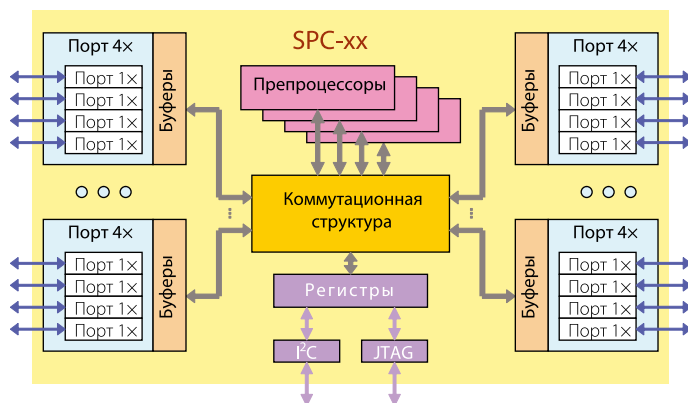 SPC-xx
Порт 4×
Порт 1×
Порт 1×
Порт 1×
Порт 1×
Буферы
Препроцессоры
Буферы
Порт 4×
Порт 1×
Порт 1×
Порт 1×
Порт 1×
Коммутационная
структура
Порт 4×
Порт 1×
Порт 1×
Порт 1×
Порт 1×
Буферы
Регистры
I²C
JTAG
Буферы
Порт 4×
Порт 1×
Порт 1×
Порт 1×
Порт 1×